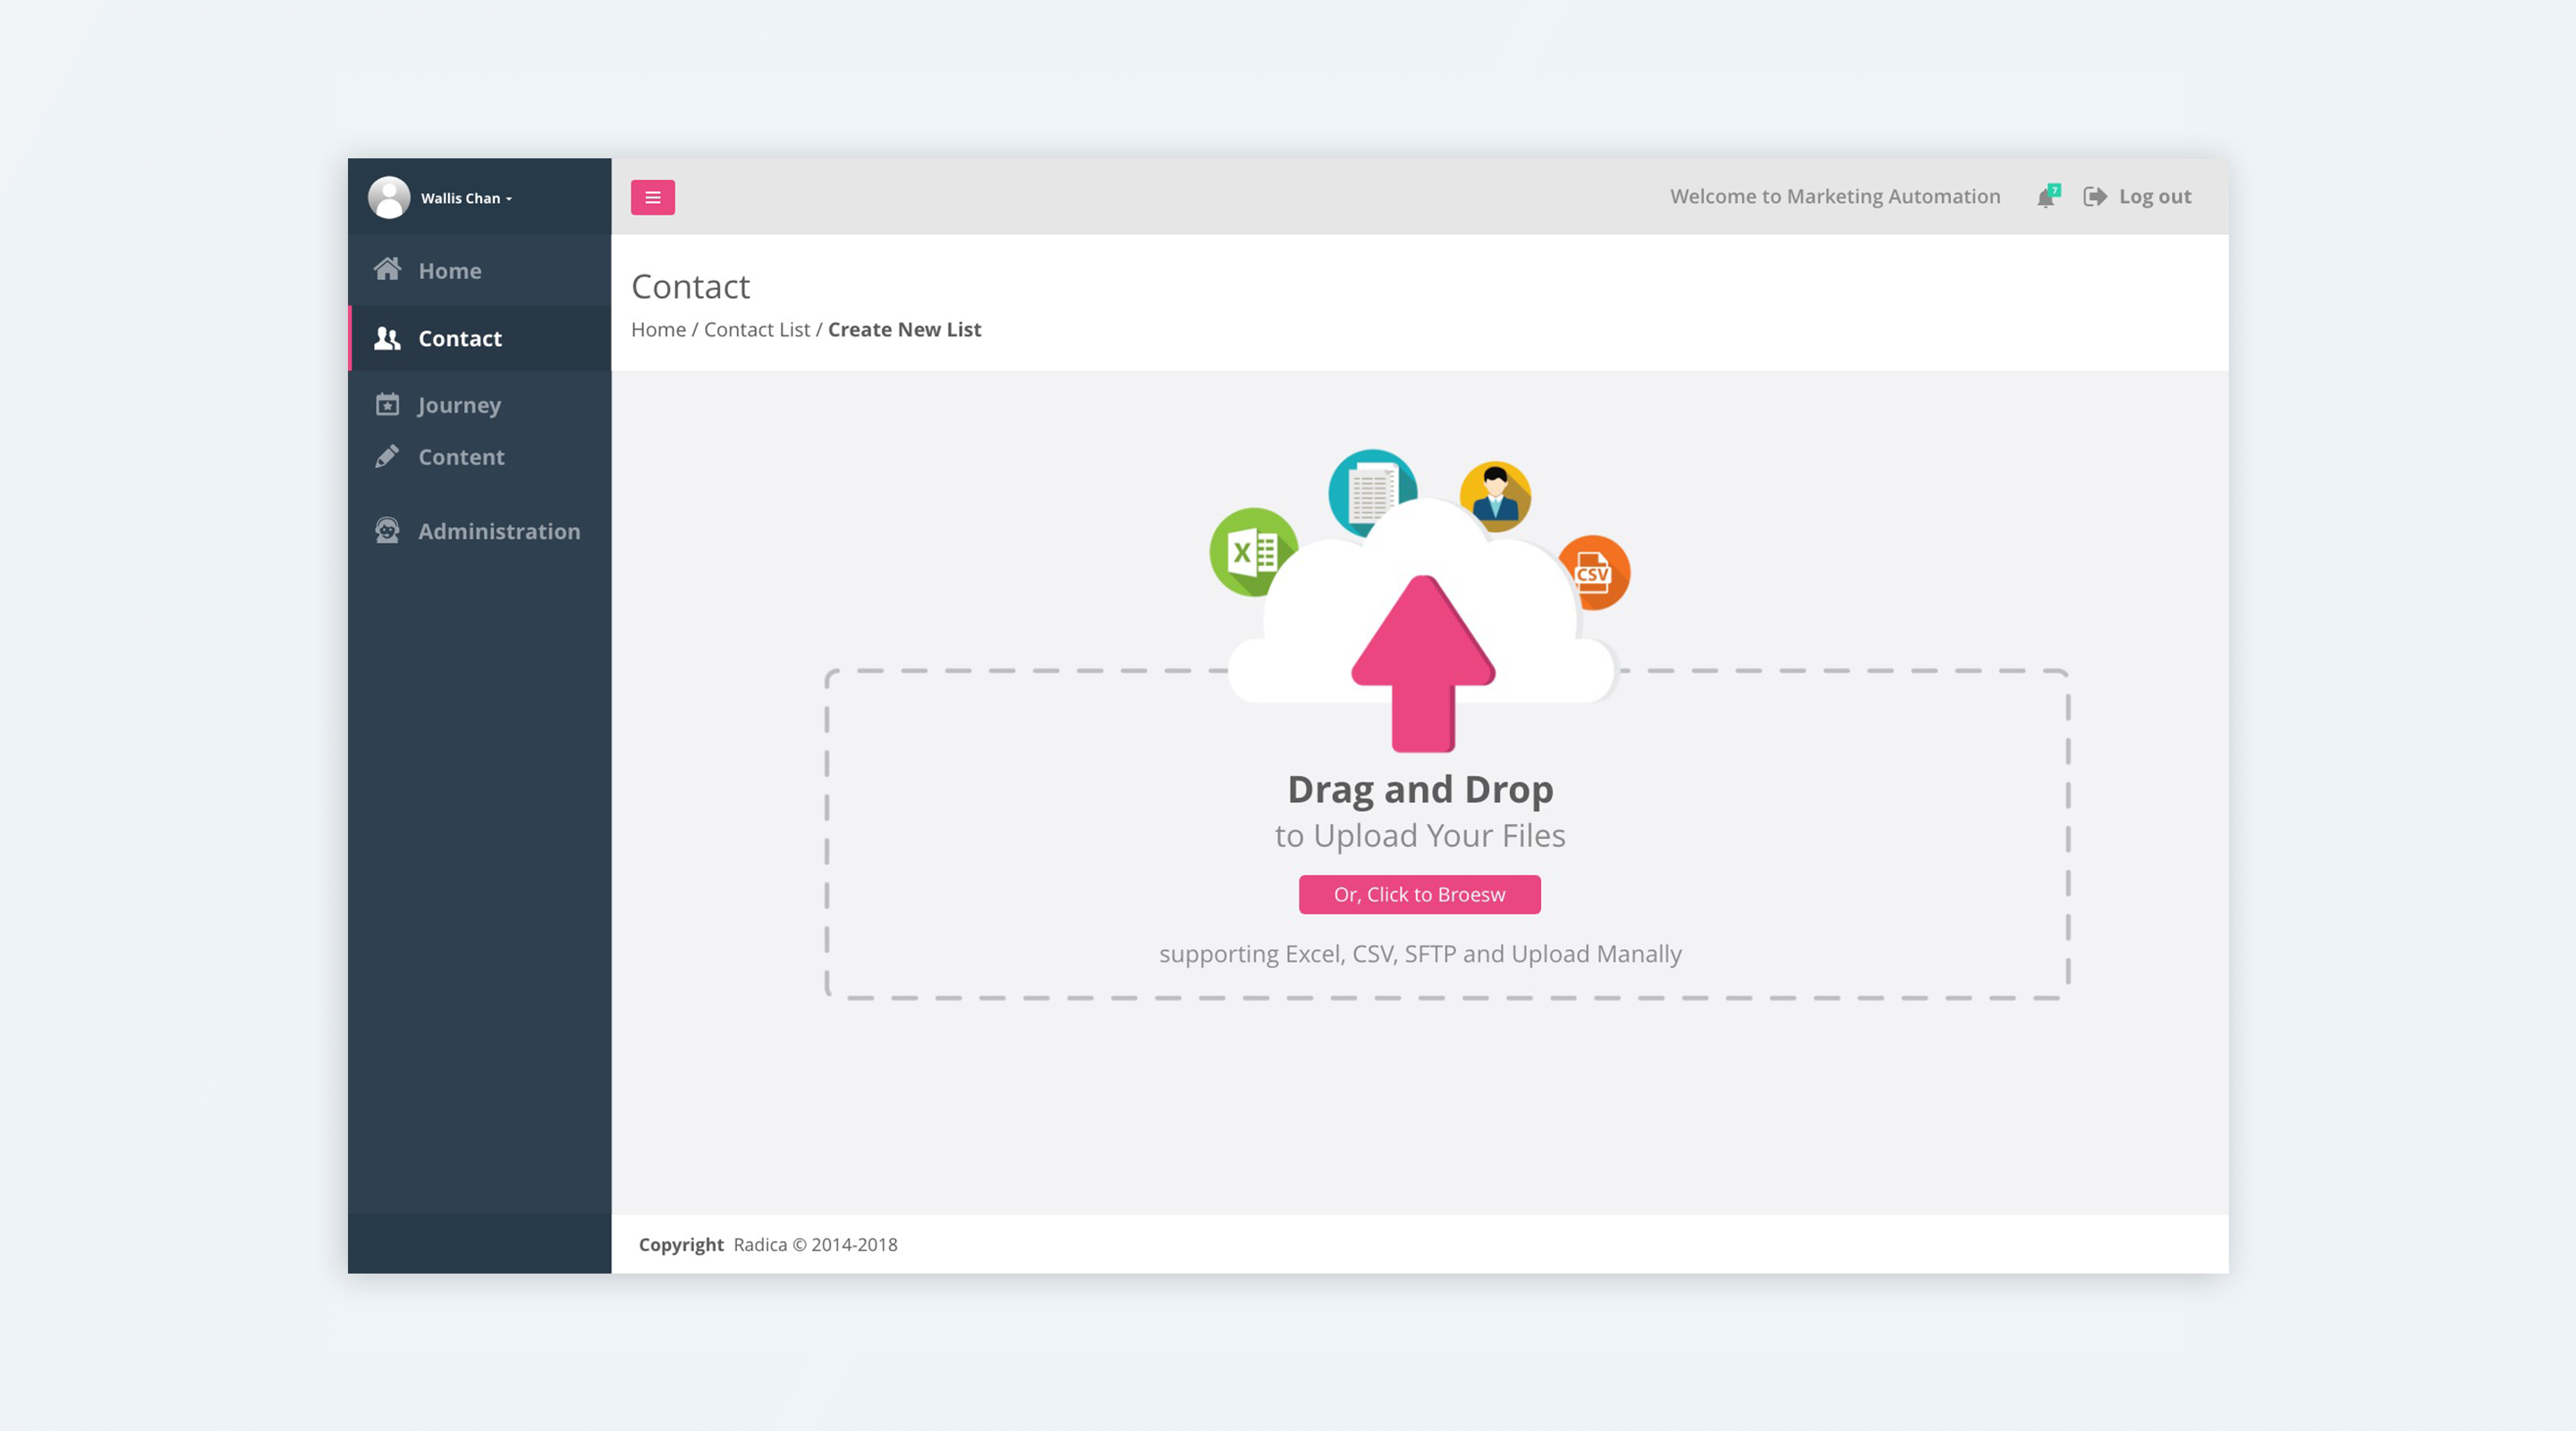 Wallis Chan
Welcome to Marketing Automation
7
Log out
Home
Contact
Journey
Content
Administration
Contact
Home / Contact List / Create New List
X
CSV
Drag and Drop
to Upload Your Files
Or, Click to Broesw
supporting Excel, CSV, SFTP and Upload Manally
Copyright Radica © 2014-2018